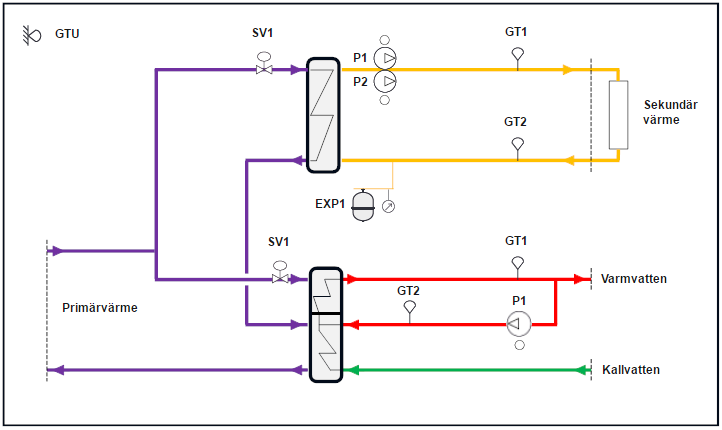 GTU
SV1
P1
P2
GT1
Sekundär
värme
GT2
EXP1
SV1
GT1
Varmvatten
GT2
P1
Primärvärme
Kallvatten